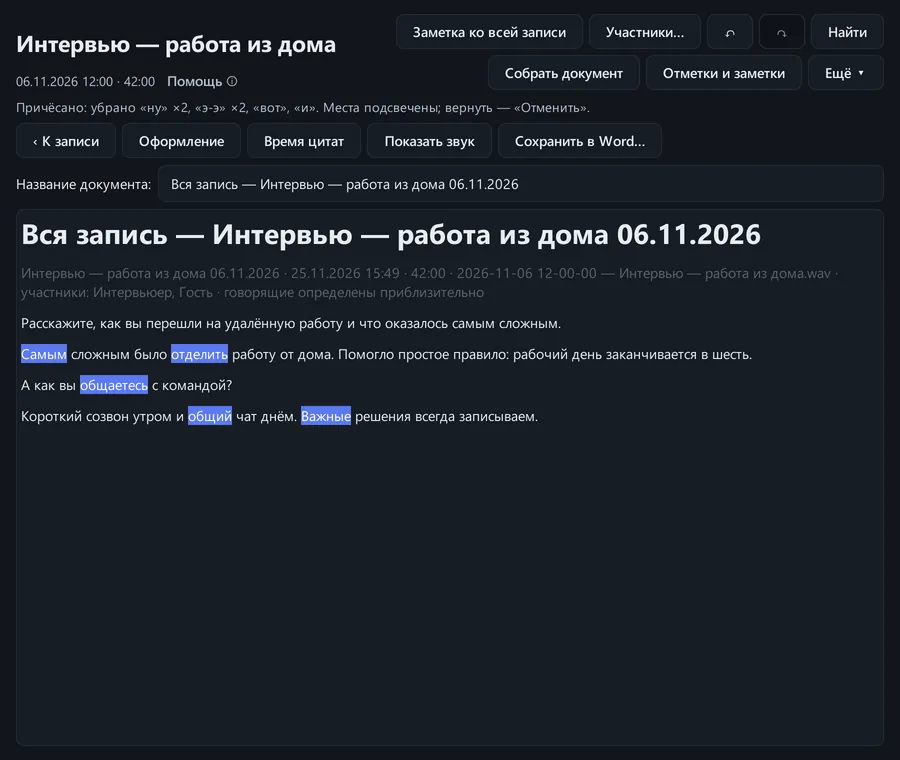 Интервью — работа из дома
Заметка ко всей записи
Участники...
Найти
06.11.2026 12:00 · 42:00 Помощь ⓘ
Собрать документ
Отметки и заметки
Ещё ▾
Причёсано: убрано «ну» ×2, «э-э» ×2, «вот», «и». Места подсвечены; вернуть — «Отменить».
‹ К записи
Оформление
Время цитат
Показать звук
Сохранить в Word...
Название документа:
Вся запись — Интервью — работа из дома 06.11.2026
Вся запись — Интервью — работа из дома 06.11.2026
Интервью — работа из дома 06.11.2026 · 25.11.2026 15:49 · 42:00 · 2026-11-06 12-00-00 — Интервью — работа из дома.wav ·
участники: Интервьюер, Гость · говорящие определены приблизительно
Расскажите, как вы перешли на удалённую работу и что оказалось самым сложным.
Самым сложным было отделить работу от дома. Помогло простое правило: рабочий день заканчивается в шесть.
А как вы общаетесь с командой?
Короткий созвон утром и общий чат днём. Важные решения всегда записываем.